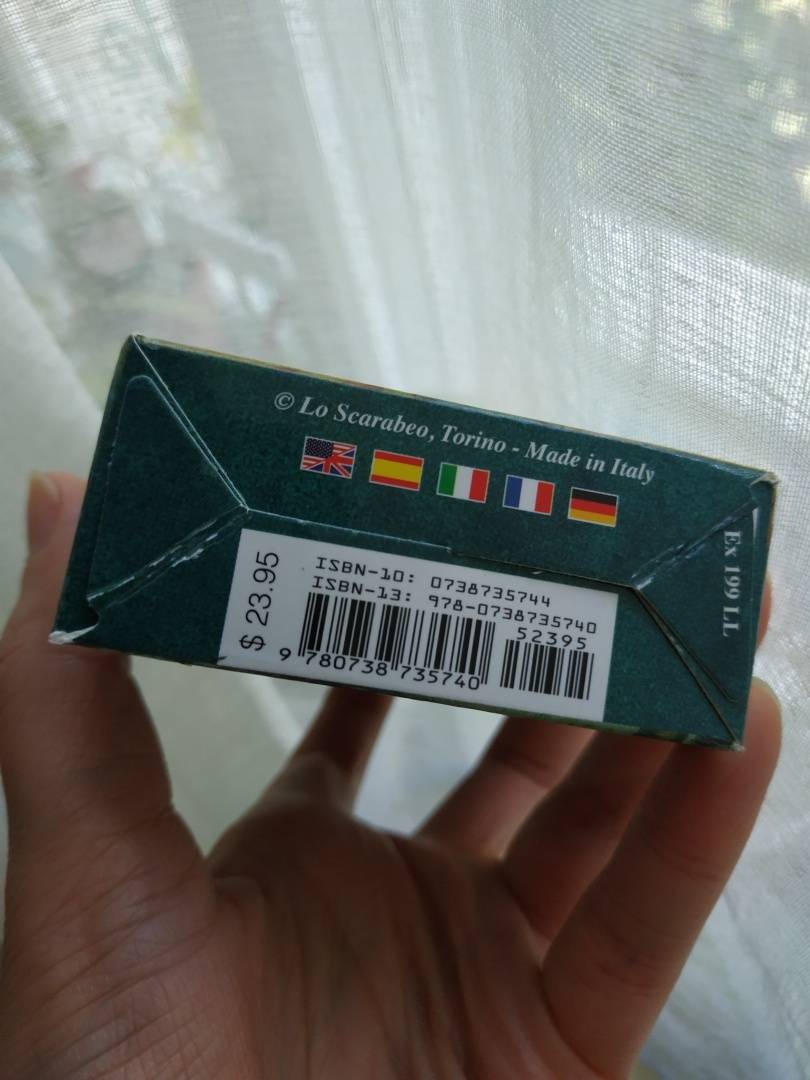 © Lo Scarabeo, Torino - Made in Italy
Ex 199 LL
$ 23.95
ISBN-10: 0738735744
ISBN-13: 978-0738735740
52395
9 780738 735740